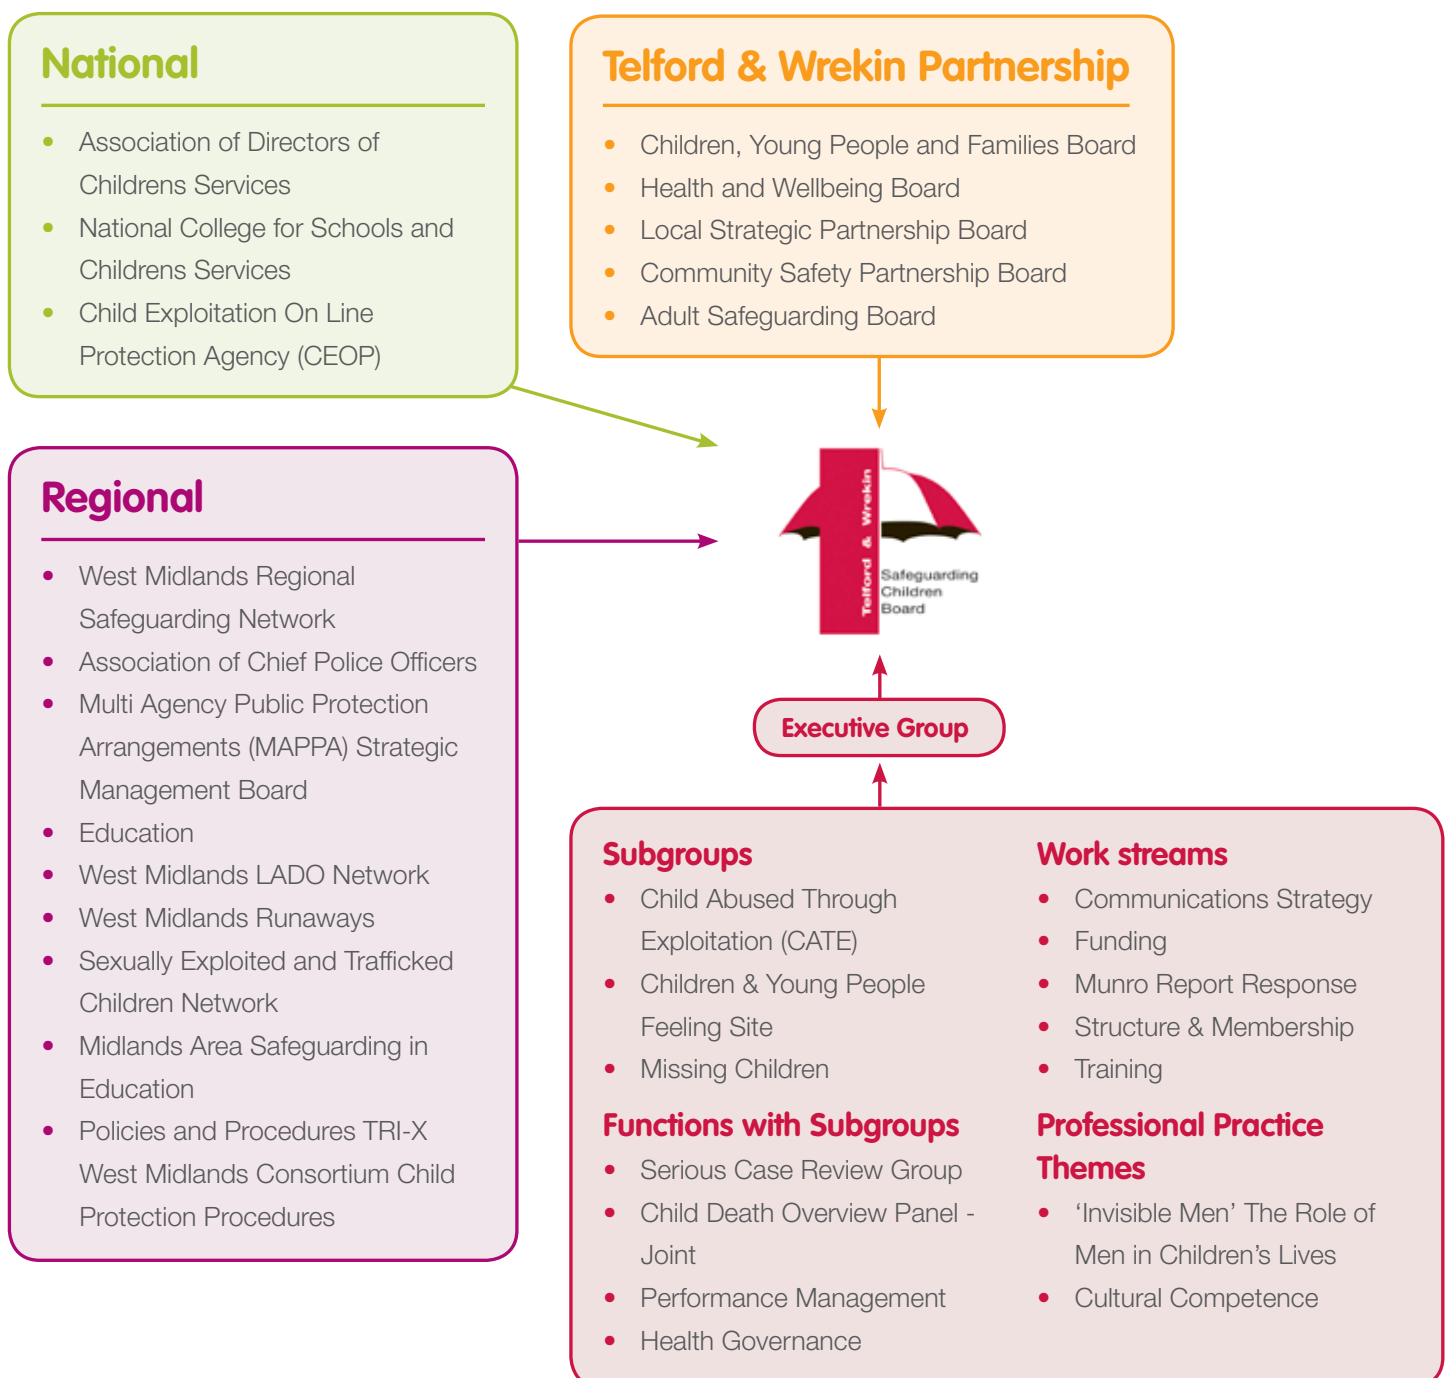 National
• Association of Directors of
Childrens Services
• National College for Schools and
Childrens Services
• Child Exploitation On Line
Protection Agency (CEOP)
Telford & Wrekin Partnership
• Children, Young People and Families Board
• Health and Wellbeing Board
• Local Strategic Partnership Board
• Community Safety Partnership Board
• Adult Safeguarding Board
Regional
• West Midlands Regional
Safeguarding Network
• Association of Chief Police Officers
• Multi Agency Public Protection
Arrangements (MAPPA) Strategic
Management Board
• Education
• West Midlands LADO Network
• West Midlands Runaways
• Sexually Exploited and Trafficked
Children Network
• Midlands Area Safeguarding in
Education
• Policies and Procedures TRI-X
West Midlands Consortium Child
Protection Procedures
Telford & Wrekin
Safeguarding
Children
Board
Executive Group
Subgroups
• Child Abused Through
Exploitation (CATE)
• Children & Young People
Feeling Site
• Missing Children
Functions with Subgroups
• Serious Case Review Group
• Child Death Overview Panel -
Joint
• Performance Management
• Health Governance
Work streams
• Communications Strategy
• Funding
• Munro Report Response
• Structure & Membership
• Training
Professional Practice
Themes
• ‘Invisible Men’ The Role of
Men in Children’s Lives
• Cultural Competence